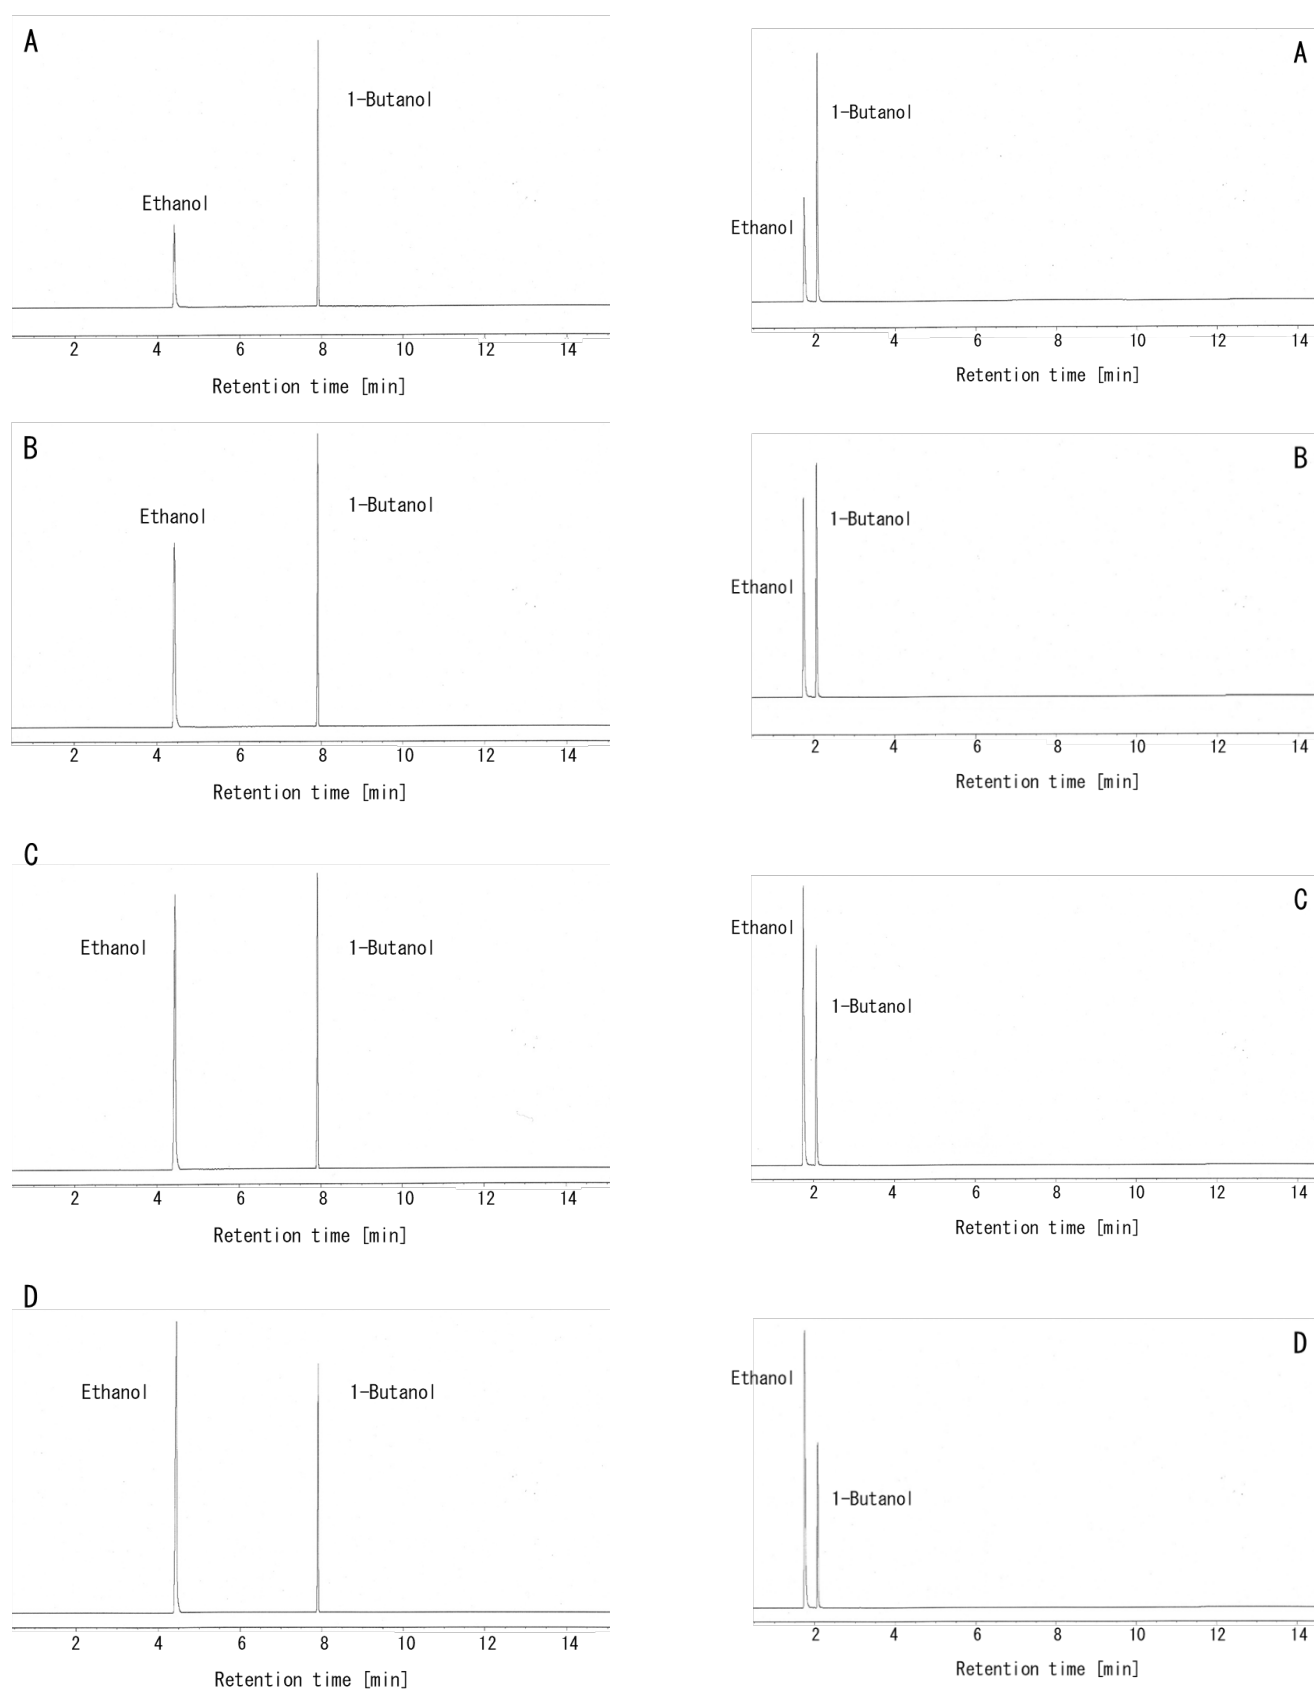 A
1-Butanol
Ethanol
2 4 6 8 10 12 14
Retention time [min]
B
Ethanol
1-Butanol
2 4 6 8 10 12 14
Retention time [min]
C
Ethanol
1-Butanol
2 4 6 8 10 12 14
Retention time [min]
D
Ethanol
1-Butanol
2 4 6 8 10 12 14
Retention time [min]
A
1-Butanol
Ethanol
2 4 6 8 10 12 14
Retention time [min]
B
1-Butanol
Ethanol
2 4 6 8 10 12 14
Retention time [min]
C
Ethanol
1-Butanol
2 4 6 8 10 12 14
Retention time [min]
D
Ethanol
1-Butanol
2 4 6 8 10 12 14
Retention time [min]